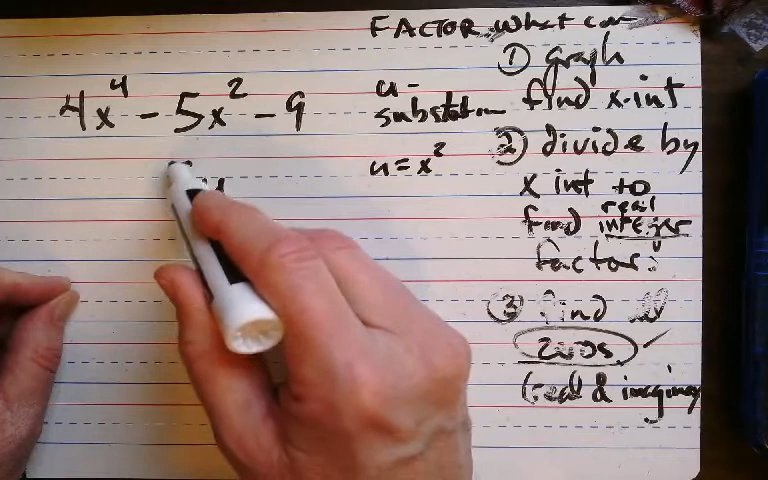 FACTOR what can
① graph
find x-int
② divide by
x int to
find real
integer
factors
③ find all
zeros ✓
(real & imaginary
4x⁴ - 5x² - 9
u-
substation
u = x²
u